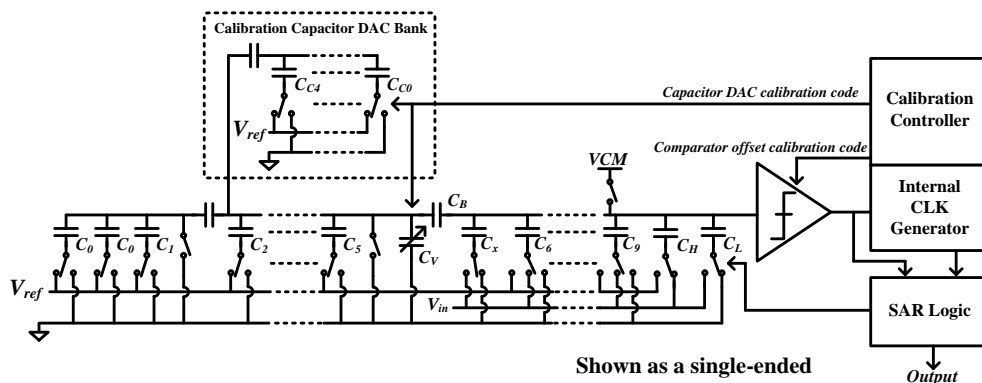 Calibration Capacitor DAC Bank
C_C4
C_C0
V_ref
Capacitor DAC calibration code
Calibration
Controller
Comparator offset calibration code
VCM
Internal
CLK
Generator
C_B
C_0
C_0
C_1
C_2
C_5
C_V
C_x
C_6
C_9
C_H
C_L
V_ref
V_in
SAR Logic
Shown as a single-ended
Output